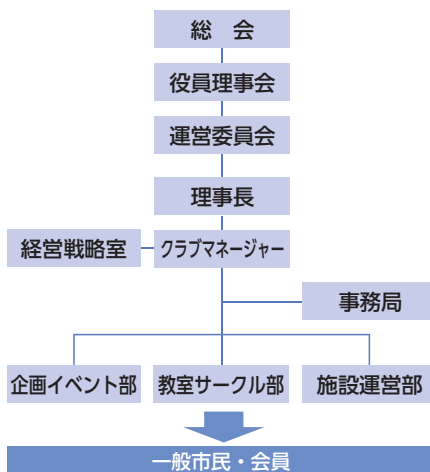 総　会
役員理事会
運営委員会
理事長
経営戦略室
クラブマネージャー
事務局
企画イベント部
教室サークル部
施設運営部
一般市民・会員